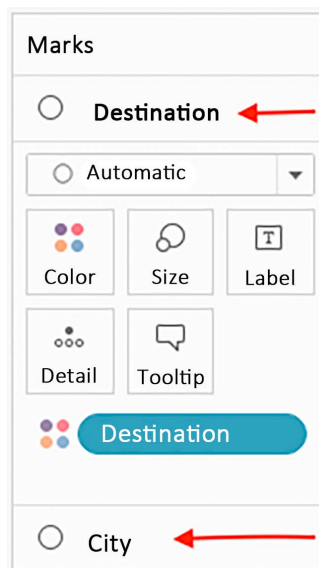 Marks
Destination
Automatic
Color Size Label
Detail Tooltip
Destination
City